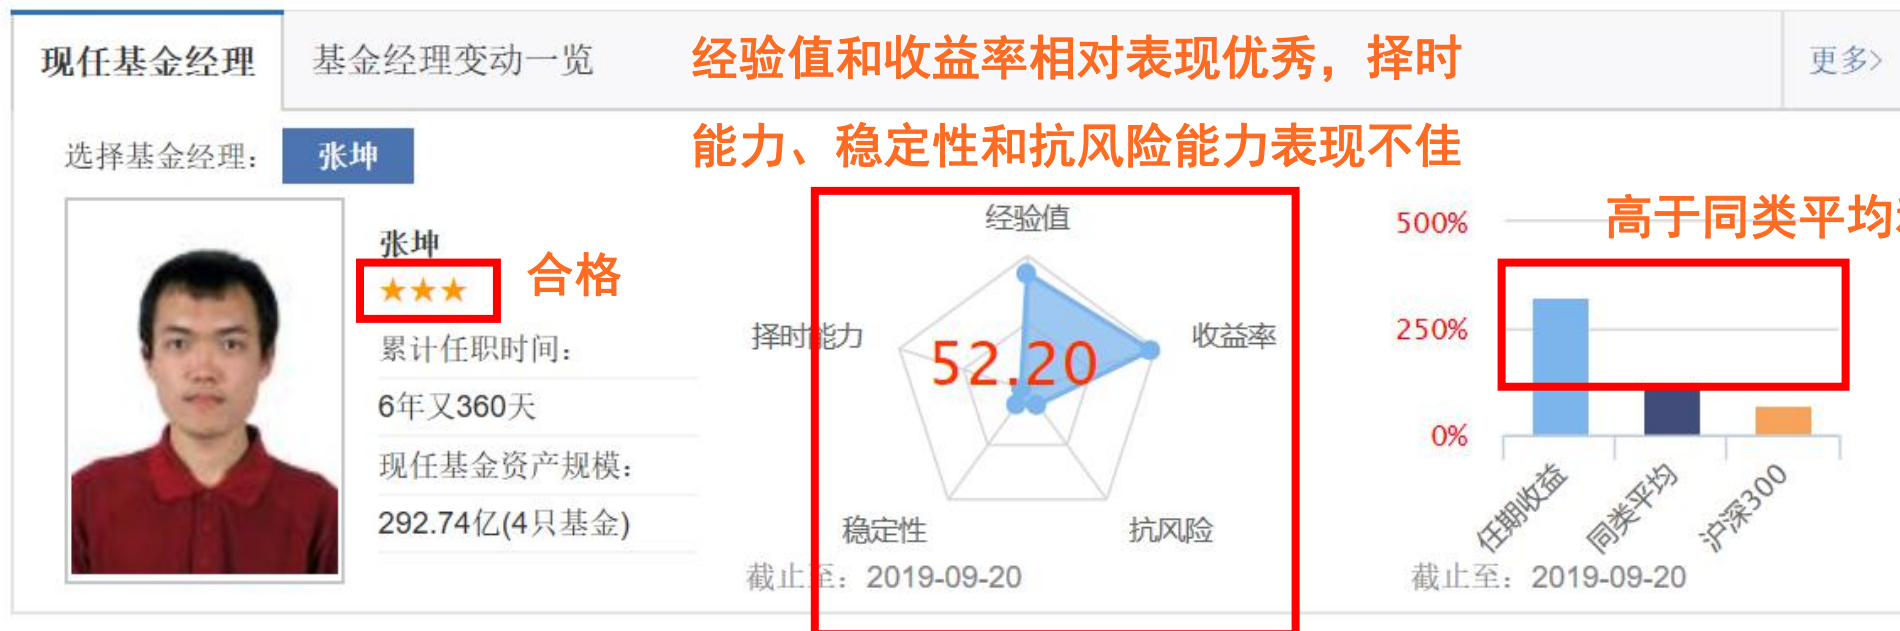 现任基金经理
基金经理变动一览
经验值和收益率相对表现优秀，择时
更多>
能力、稳定性和抗风险能力表现不佳
选择基金经理：
张坤
张坤
★★★
合格
累计任职时间：
6年又360天
现任基金资产规模：
292.74亿(4只基金)
经验值
收益率
抗风险
稳定性
择时能力
52.20
截止至：2019-09-20
高于同类平均
500%
250%
0%
任期收益
同类平均
沪深300
截止至：2019-09-20